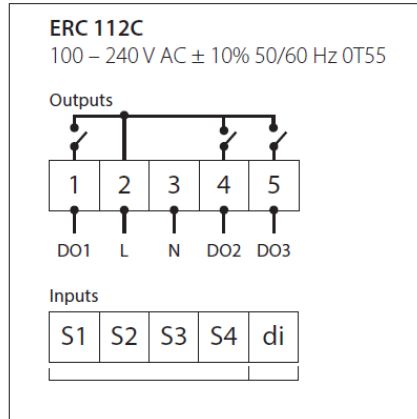 ERC 112C
100 – 240 V AC ± 10% 50/60 Hz 0T55
Outputs
1 2 3 4 5
DO1 L N DO2 DO3
Inputs
S1 S2 S3 S4 di